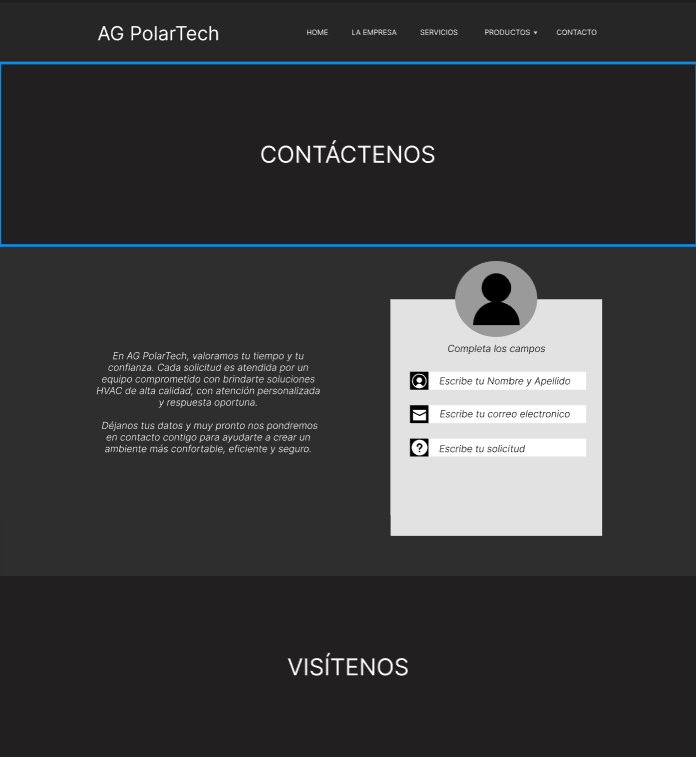 AG PolarTech
HOME LA EMPRESA SERVICIOS PRODUCTOS ▾ CONTACTO
CONTÁCTENOS
En AG PolarTech, valoramos tu tiempo y tu
confianza. Cada solicitud es atendida por un
equipo comprometido con brindarte soluciones
HVAC de alta calidad, con atención personalizada
y respuesta oportuna.
Déjanos tus datos y muy pronto nos pondremos
en contacto contigo para ayudarte a crear un
ambiente más confortable, eficiente y seguro.
Completa los campos
Escribe tu Nombre y Apellido
Escribe tu correo electronico
? Escribe tu solicitud
VISÍTENOS